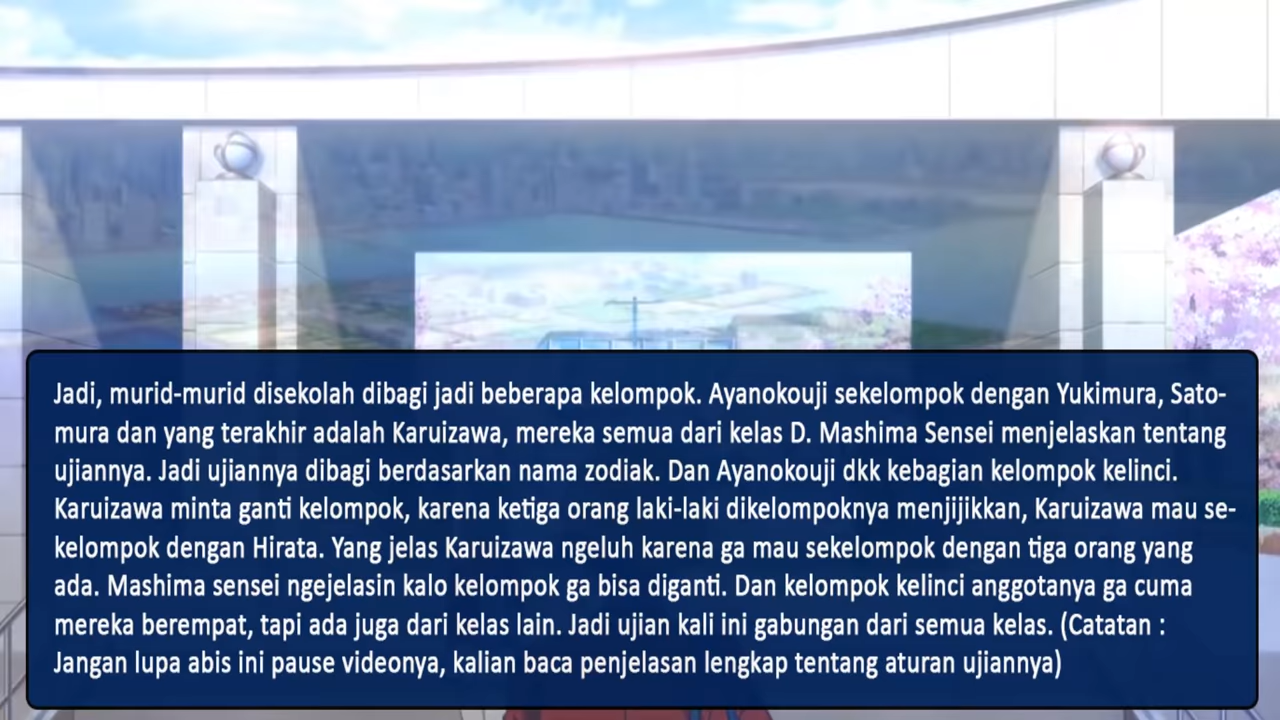 Jadi, murid-murid disekolah dibagi jadi beberapa kelompok. Ayanokouji sekelompok dengan Yukimura, Sato-
mura dan yang terakhir adalah Karuizawa, mereka semua dari kelas D. Mashima Sensei menjelaskan tentang
ujiannya. Jadi ujiannya dibagi berdasarkan nama zodiak. Dan Ayanokouji dkk kebagian kelompok kelinci.
Karuizawa minta ganti kelompok, karena ketiga orang laki-laki dikelompoknya menjijikkan, Karuizawa mau se-
kelompok dengan Hirata. Yang jelas Karuizawa ngeluh karena ga mau sekelompok dengan tiga orang yang
ada. Mashima sensei ngejelasin kalo kelompok ga bisa diganti. Dan kelompok kelinci anggotanya ga cuma
mereka berempat, tapi ada juga dari kelas lain. Jadi ujian kali ini gabungan dari semua kelas. (Catatan :
Jangan lupa abis ini pause videonya, kalian baca penjelasan lengkap tentang aturan ujiannya)